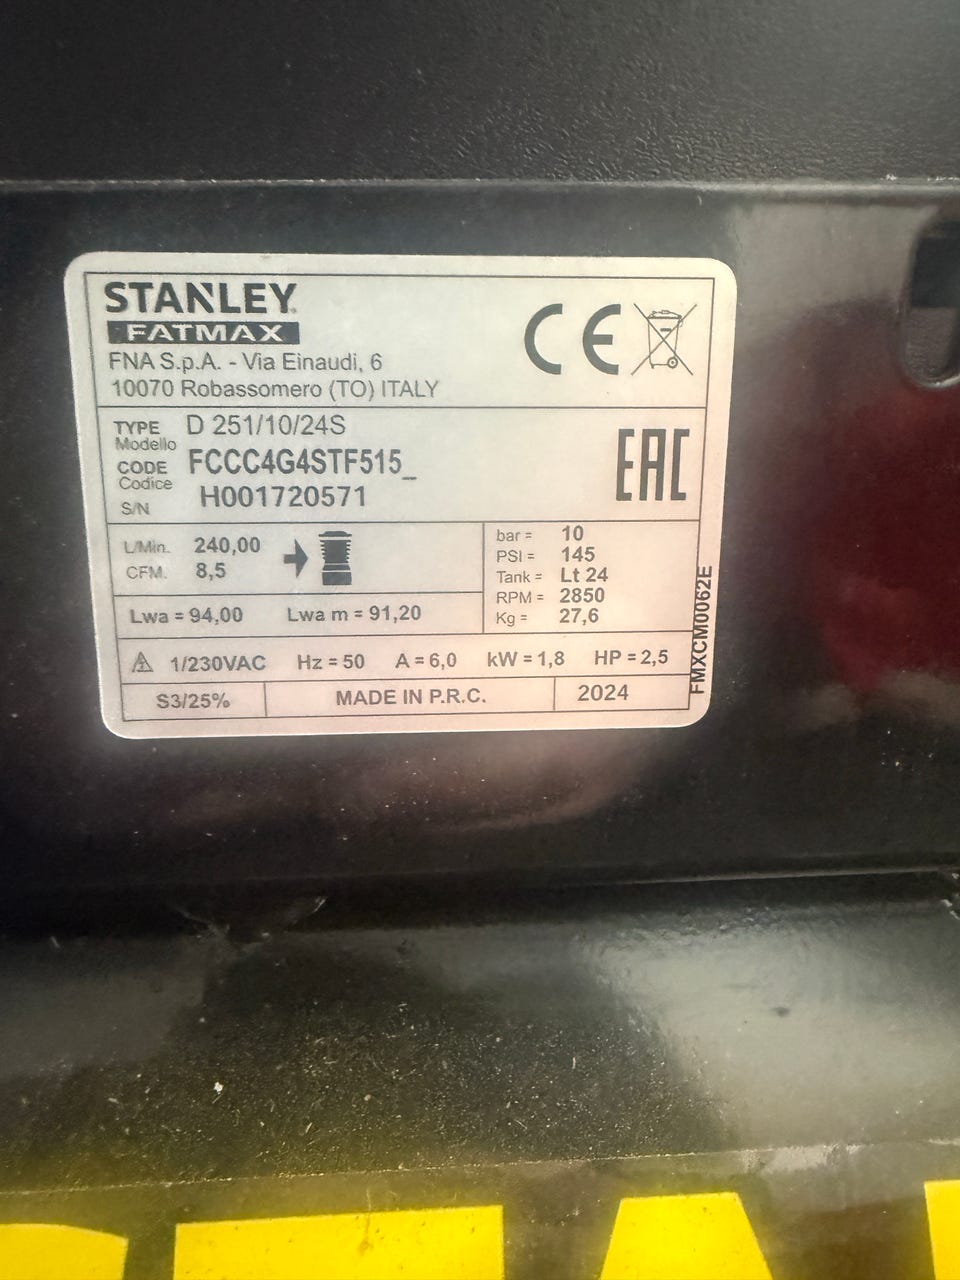 STANLEY
FATMAX
FNA S.p.A. - Via Einaudi, 6
10070 Robassomero (TO) ITALY
CE
TYPE D 251/10/24S
Modello
CODE FCCC4G4STF515_
Codice
S/N H001720571
EAC
L/Min. 240,00
CFM. 8,5
Lwa = 94,00 Lwa m = 91,20
bar = 10
PSI = 145
Tank = Lt 24
RPM = 2850
Kg = 27,6
1/230VAC Hz = 50 A = 6,0 kW = 1,8 HP = 2,5
S3/25% MADE IN P.R.C. 2024
FMXCM0062E